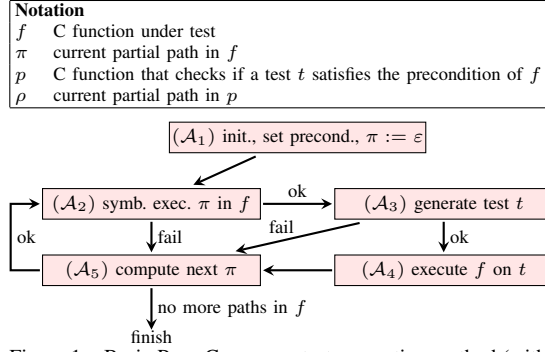 Notation
f C function under test
π current partial path in f
p C function that checks if a test t satisfies the precondition of f
ρ current partial path in p
(A₁) init., set precond., π := ε
(A₂) symb. exec. π in f
ok
(A₃) generate test t
ok
fail
fail
ok
(A₅) compute next π
(A₄) execute f on t
no more paths in f
finish